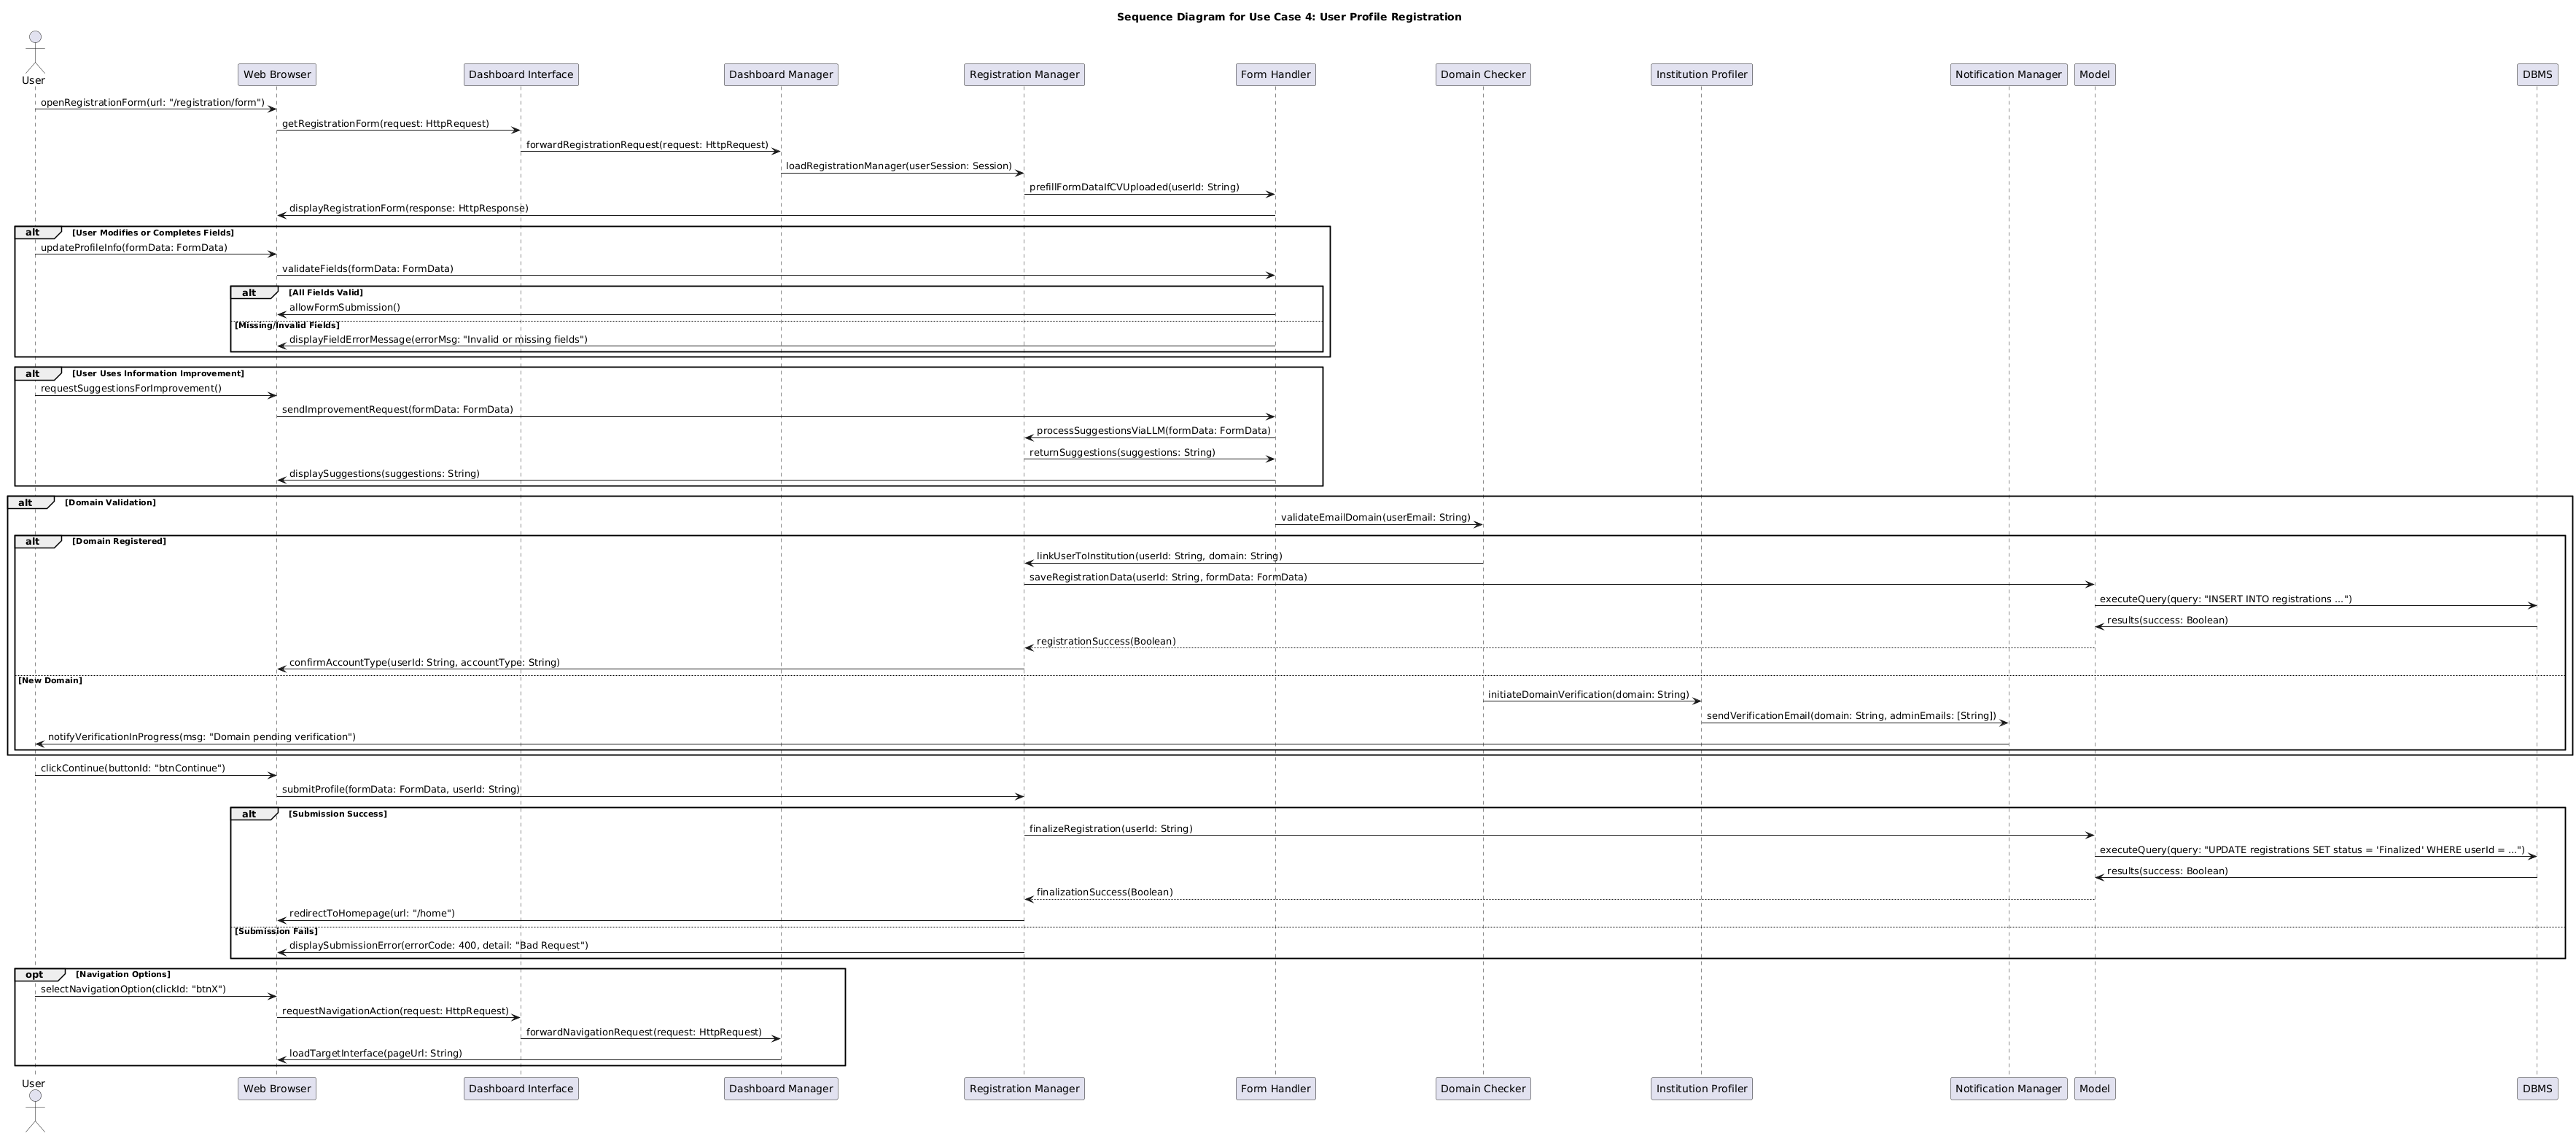 Sequence Diagram for Use Case 4: User Profile Registration
User
Web Browser
Dashboard Interface
Dashboard Manager
Registration Manager
Form Handler
Domain Checker
Institution Profiler
Notification Manager
Model
DBMS
openRegistrationForm(url: "/registration/form")
getRegistrationForm(request: HttpRequest)
forwardRegistrationRequest(request: HttpRequest)
loadRegistrationManager(userSession: Session)
prefillFormDataIfCVUploaded(userId: String)
displayRegistrationForm(response: HttpResponse)
alt [User Modifies or Completes Fields]
updateProfileInfo(formData: FormData)
validateFields(formData: FormData)
alt [All Fields Valid]
allowFormSubmission()
[Missing/Invalid Fields]
displayFieldErrorMessage(errorMsg: "Invalid or missing fields")
alt [User Uses Information Improvement]
requestSuggestionsForImprovement()
sendImprovementRequest(formData: FormData)
processSuggestionsViaLLM(formData: FormData)
returnSuggestions(suggestions: String)
displaySuggestions(suggestions: String)
alt [Domain Validation]
validateEmailDomain(userEmail: String)
alt [Domain Registered]
linkUserToInstitution(userId: String, domain: String)
saveRegistrationData(userId: String, formData: FormData)
executeQuery(query: "INSERT INTO registrations ...")
results(success: Boolean)
registrationSuccess(Boolean)
confirmAccountType(userId: String, accountType: String)
[New Domain]
initiateDomainVerification(domain: String)
sendVerificationEmail(domain: String, adminEmails: [String])
notifyVerificationInProgress(msg: "Domain pending verification")
clickContinue(buttonId: "btnContinue")
submitProfile(formData: FormData, userId: String)
alt [Submission Success]
finalizeRegistration(userId: String)
executeQuery(query: "UPDATE registrations SET status = 'Finalized' WHERE userId = ...")
results(success: Boolean)
finalizationSuccess(Boolean)
redirectToHomepage(url: "/home")
[Submission Fails]
displaySubmissionError(errorCode: 400, detail: "Bad Request")
opt [Navigation Options]
selectNavigationOption(clickId: "btnX")
requestNavigationAction(request: HttpRequest)
forwardNavigationRequest(request: HttpRequest)
loadTargetInterface(pageUrl: String)
User
Web Browser
Dashboard Interface
Dashboard Manager
Registration Manager
Form Handler
Domain Checker
Institution Profiler
Notification Manager
Model
DBMS